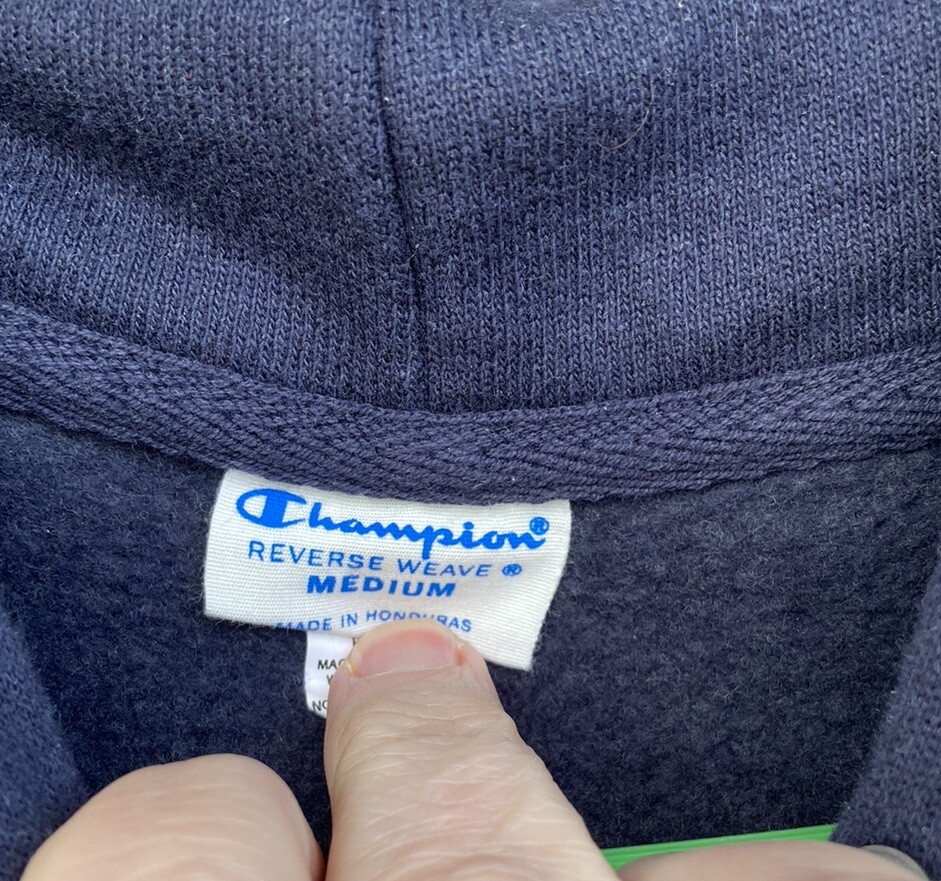 Champion®
REVERSE WEAVE ®
MEDIUM
MADE IN HONDURAS